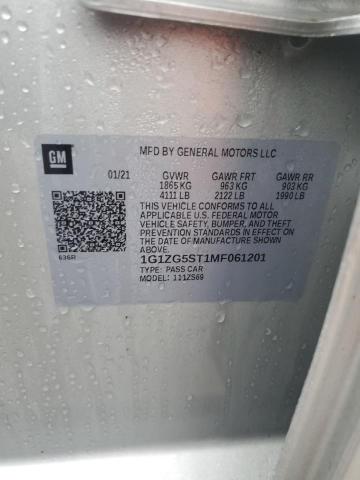 GM
MFD BY GENERAL MOTORS LLC
01/21 GVWR GAWR FRT GAWR RR
1865 KG 963 KG 903 KG
4111 LB 2122 LB 1990 LB
THIS VEHICLE CONFORMS TO ALL
APPLICABLE U.S. FEDERAL MOTOR
VEHICLE SAFETY, BUMPER, AND THEFT
PREVENTION STANDARDS IN EFFECT ON
THE DATE OF MANUFACTURE SHOWN
ABOVE.
636R
1G1ZG5ST1MF061201
TYPE: PASS CAR
MODEL: 111ZS69